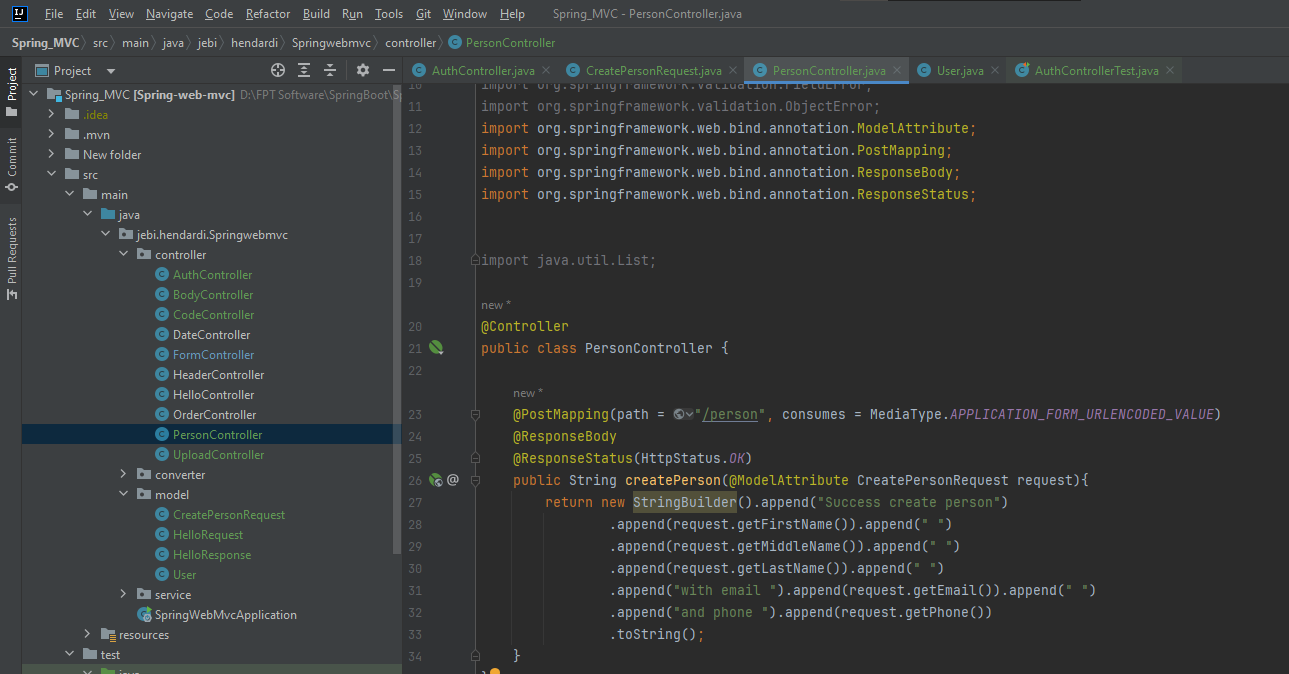 File Edit View Navigate Code Refactor Build Run Tools Git Window Help Spring_MVC - PersonController.java
Spring_MVC src main java jebi hendardi Springwebmvc controller PersonController
Project
Commit
Pull Requests
Project
Spring_MVC [Spring-web-mvc] D:\FPT Software\SpringBoot\Sp
.idea
.mvn
New folder
src
main
java
jebi.hendardi.Springwebmvc
controller
AuthController
BodyController
CodeController
DateController
FormController
HeaderController
HelloController
OrderController
PersonController
UploadController
converter
model
CreatePersonRequest
HelloRequest
HelloResponse
User
service
SpringWebMvcApplication
resources
test
java
AuthController.java CreatePersonRequest.java PersonController.java User.java AuthControllerTest.java
10 import org.springframework.validation.FieldError;
11 import org.springframework.validation.ObjectError;
12 import org.springframework.web.bind.annotation.ModelAttribute;
13 import org.springframework.web.bind.annotation.PostMapping;
14 import org.springframework.web.bind.annotation.ResponseBody;
15 import org.springframework.web.bind.annotation.ResponseStatus;
16
17
18 import java.util.List;
19
new *
20 @Controller
21 public class PersonController {
22
new *
23 @PostMapping(path = "/person", consumes = MediaType.APPLICATION_FORM_URLENCODED_VALUE)
24 @ResponseBody
25 @ResponseStatus(HttpStatus.OK)
26 @ public String createPerson(@ModelAttribute CreatePersonRequest request){
27 return new StringBuilder().append("Success create person")
28 .append(request.getFirstName()).append(" ")
29 .append(request.getMiddleName()).append(" ")
30 .append(request.getLastName()).append(" ")
31 .append("with email ").append(request.getEmail()).append(" ")
32 .append("and phone ").append(request.getPhone())
33 .toString();
34 }